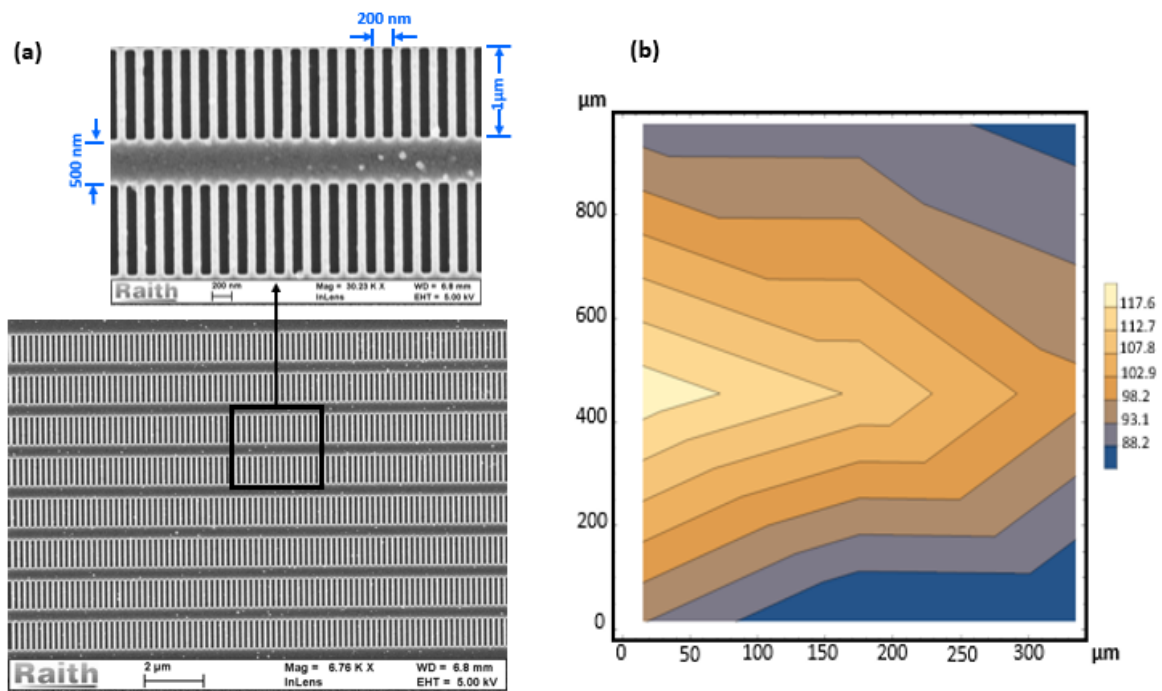 (a)
200 nm
1µm
500 nm
Raith
200 nm
Mag = 30.23 K X
InLens
WD = 6.8 mm
EHT = 5.00 kV
Raith
2 µm
Mag = 6.76 K X
InLens
WD = 6.8 mm
EHT = 5.00 kV
(b)
µm
800
600
400
200
0
0 50 100 150 200 250 300 µm
117.6
112.7
107.8
102.9
98.2
93.1
88.2